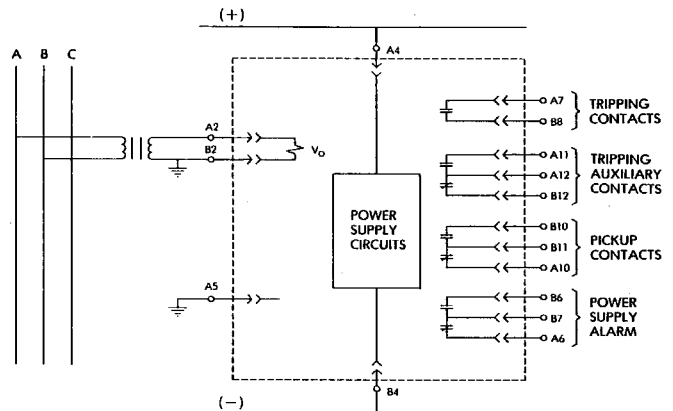 (+)
A B C
A4
A2
B2
V₀
A5
POWER
SUPPLY
CIRCUITS
A7
B8
TRIPPING
CONTACTS
A11
A12
B12
TRIPPING
AUXILIARY
CONTACTS
B10
B11
A10
PICKUP
CONTACTS
B6
B7
A6
POWER
SUPPLY
ALARM
B4
(−)